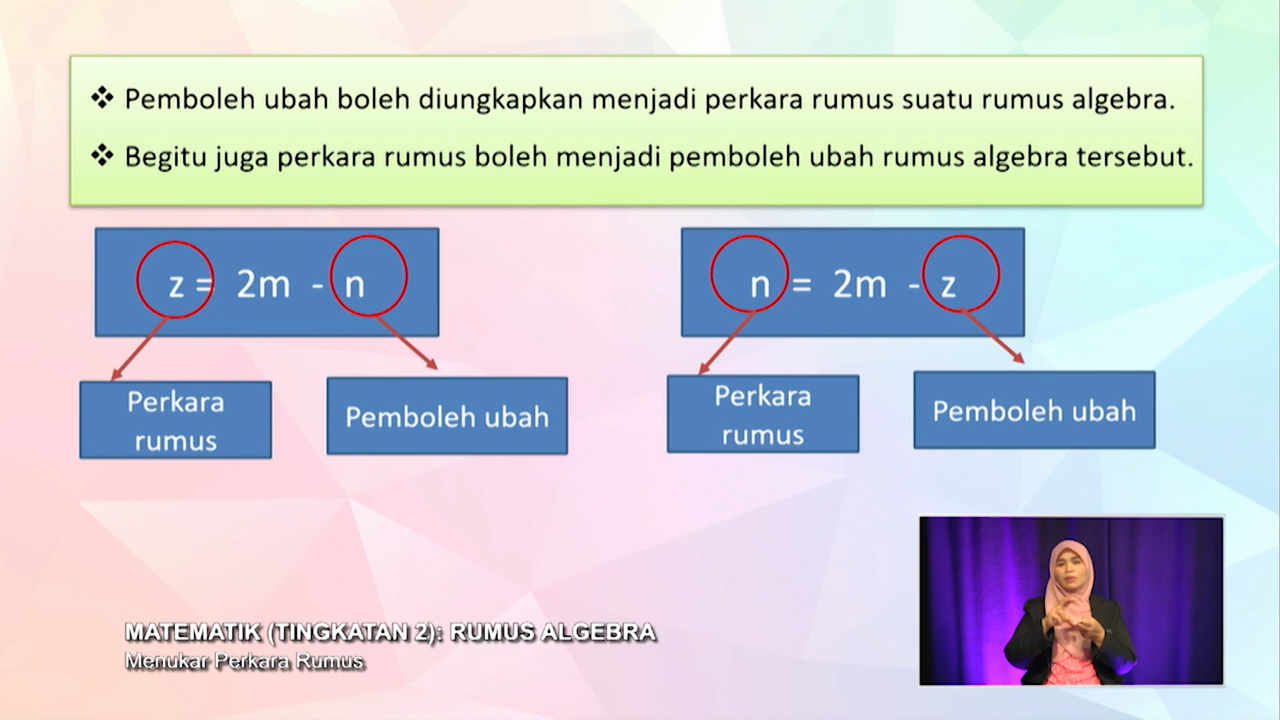 ❖ Pemboleh ubah boleh diungkapkan menjadi perkara rumus suatu rumus algebra.
❖ Begitu juga perkara rumus boleh menjadi pemboleh ubah rumus algebra tersebut.
z = 2m - n
n = 2m - z
Perkara
rumus
Pemboleh ubah
Perkara
rumus
Pemboleh ubah
MATEMATIK (TINGKATAN 2): RUMUS ALGEBRA
Menukar Perkara Rumus